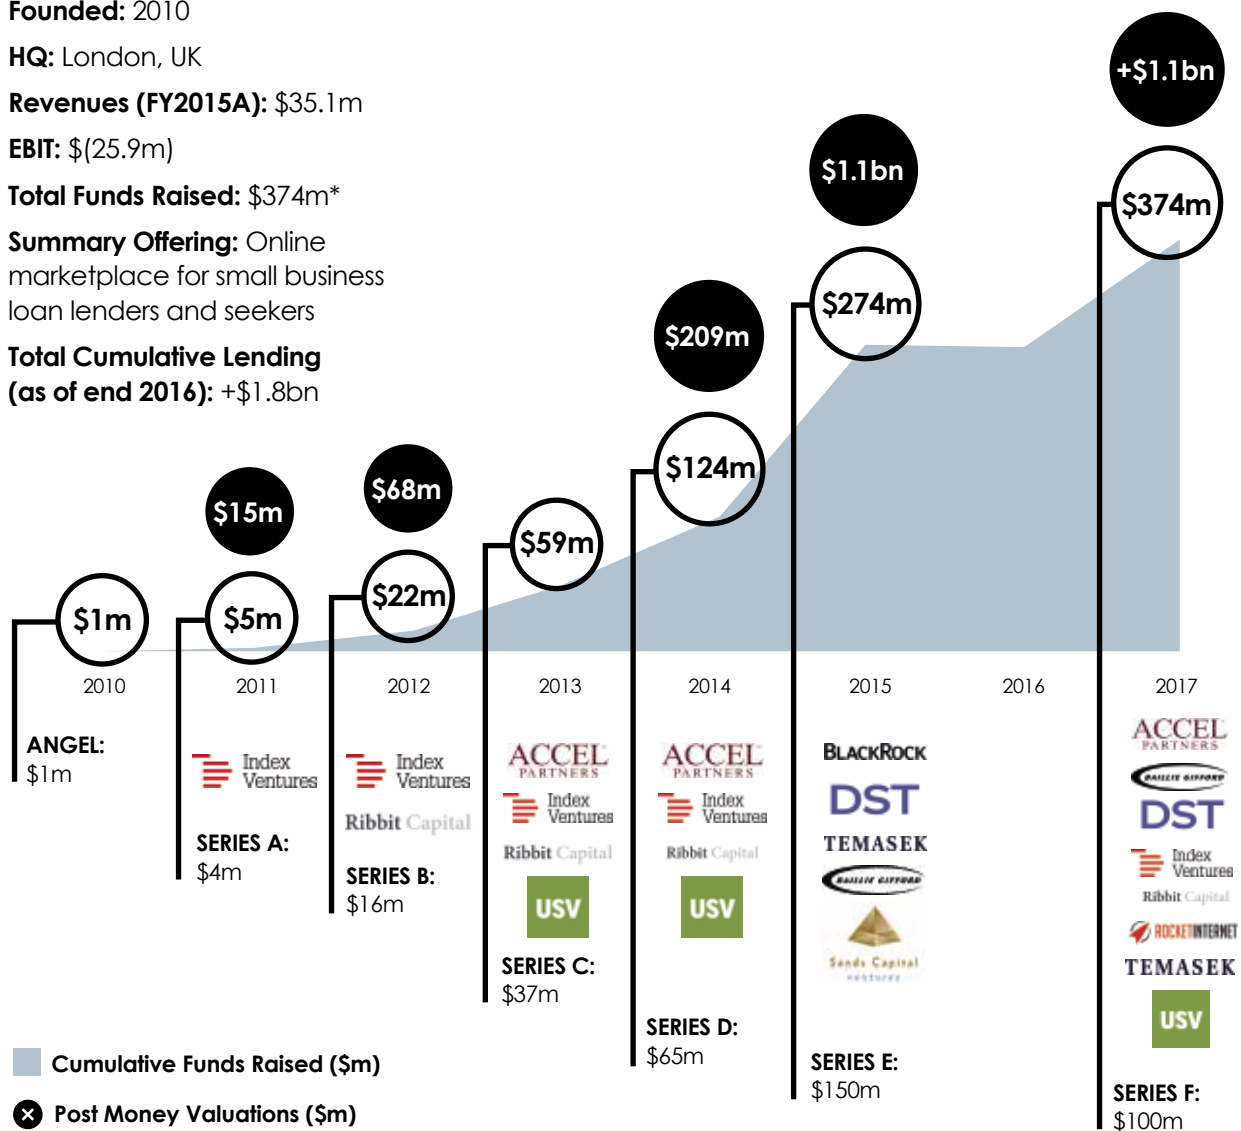 Founded: 2010
HQ: London, UK
Revenues (FY2015A): $35.1m
EBIT: $(25.9m)
Total Funds Raised: $374m*
Summary Offering: Online
marketplace for small business
loan lenders and seekers
Total Cumulative Lending
(as of end 2016): +$1.8bn
+$1.1bn
$1.1bn
$374m
$274m
$209m
$124m
$68m
$15m
$59m
$22m
$5m
$1m
2010
2011
2012
2013
2014
2015
2016
2017
ANGEL:
$1m
Index
Ventures
SERIES A:
$4m
Index
Ventures
Ribbit Capital
SERIES B:
$16m
ACCEL
PARTNERS
Index
Ventures
Ribbit Capital
USV
SERIES C:
$37m
ACCEL
PARTNERS
Index
Ventures
Ribbit Capital
USV
SERIES D:
$65m
BLACKROCK
DST
TEMASEK
BAILLIE GIFFORD
Sands Capital
ventures
SERIES E:
$150m
ACCEL
PARTNERS
BAILLIE GIFFORD
DST
Index
Ventures
Ribbit Capital
ROCKET INTERNET
TEMASEK
USV
SERIES F:
$100m
Cumulative Funds Raised ($m)
Post Money Valuations ($m)